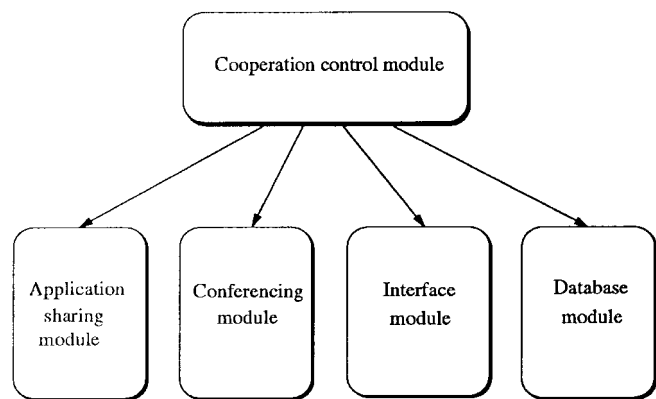 Cooperation control module
Application
sharing
module
Conferencing
module
Interface
module
Database
module